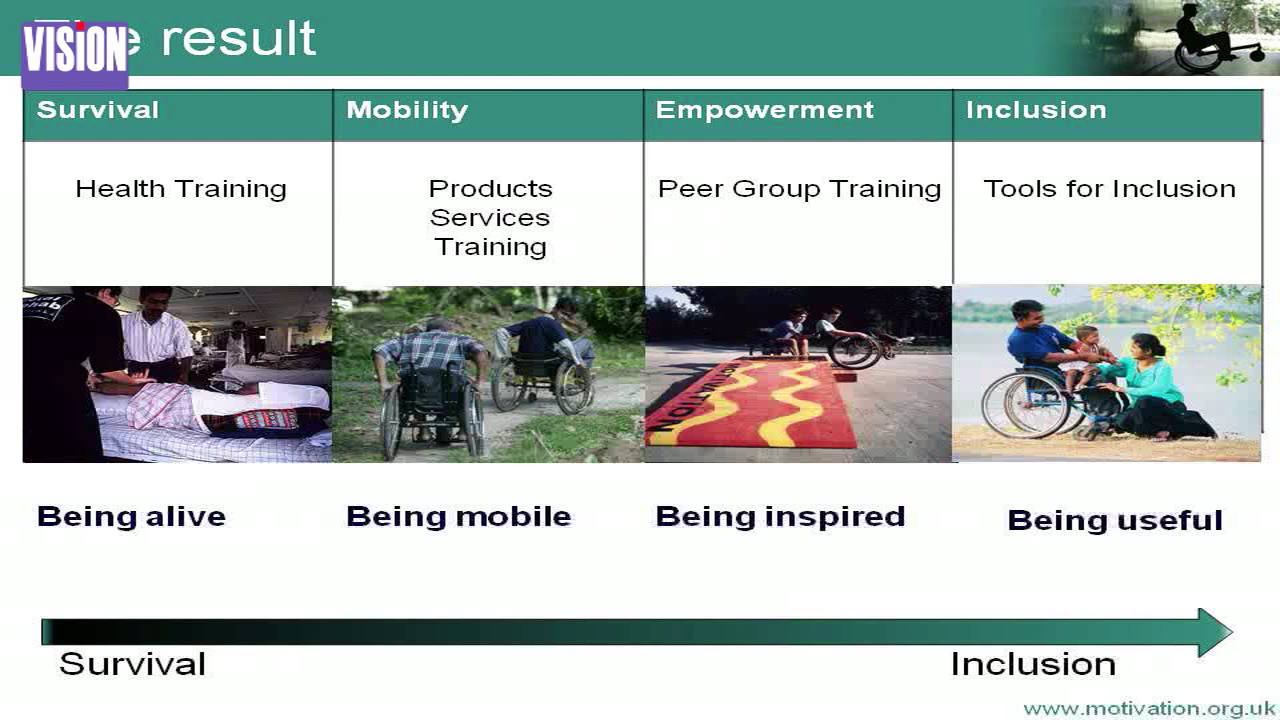 VISION
result
Survival
Mobility
Empowerment
Inclusion
Health Training
Products
Services
Training
Peer Group Training
Tools for Inclusion
Being alive
Being mobile
Being inspired
Being useful
Survival
Inclusion
www.motivation.org.uk